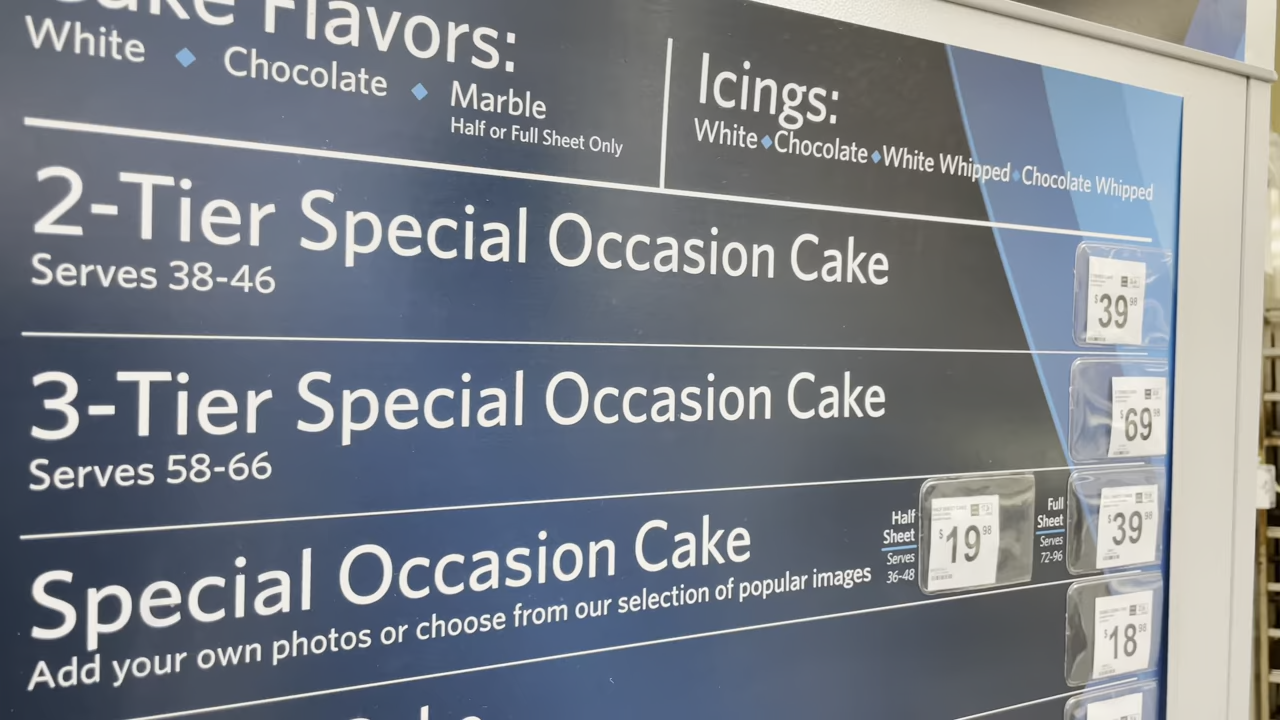 Cake Flavors:
White ◆ Chocolate ◆ Marble
Half or Full Sheet Only
Icings:
White ◆ Chocolate ◆ White Whipped ◆ Chocolate Whipped
2-Tier Special Occasion Cake
Serves 38-46
$39 98
3-Tier Special Occasion Cake
Serves 58-66
$69 98
Special Occasion Cake
Add your own photos or choose from our selection of popular images
Half
Sheet
Serves
36-48
$19 98
Full
Sheet
Serves
72-96
$39 98
$18 98
Cake